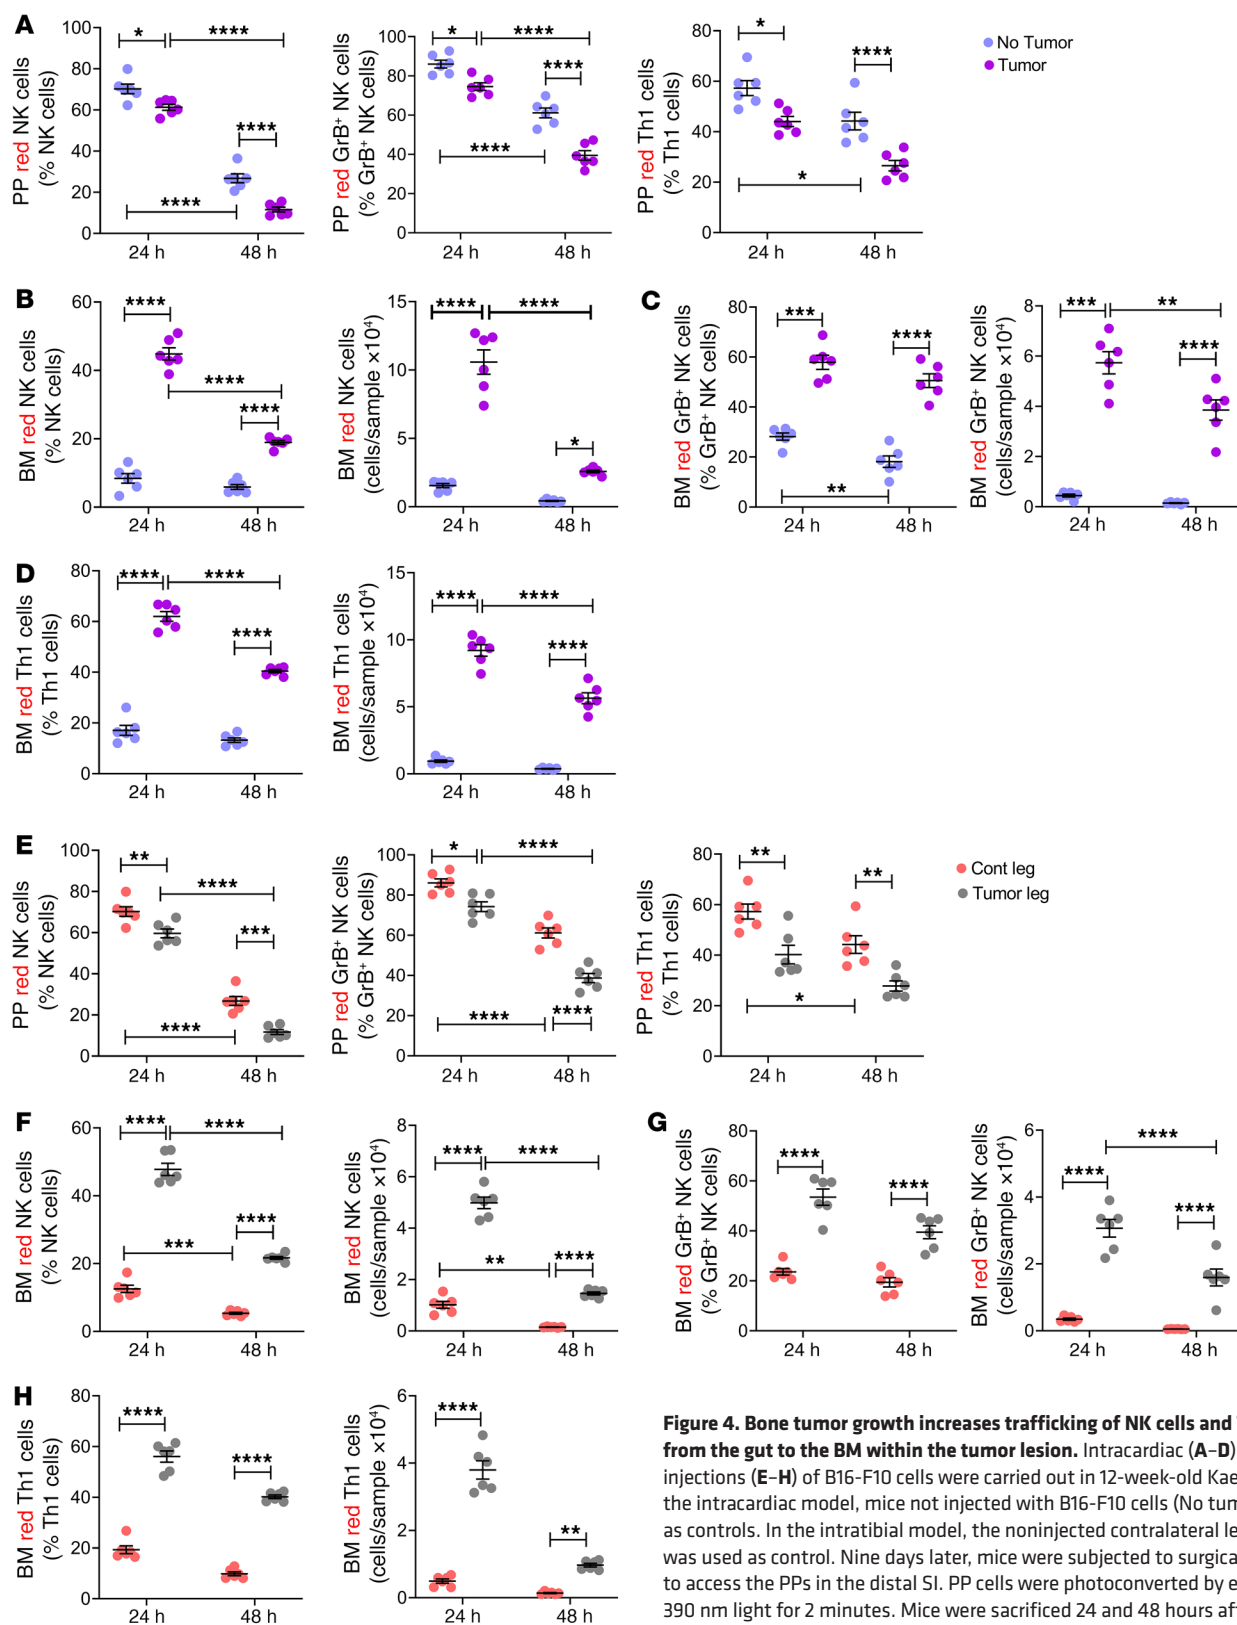 A
PP red NK cells
(% NK cells)
100
80
60
40
20
0
*
****
****
****
24 h
48 h
PP red GrB⁺ NK cells
(% GrB⁺ NK cells)
100
80
60
40
20
0
*
****
****
****
24 h
48 h
PP red Th1 cells
(% Th1 cells)
80
60
40
20
0
*
****
*
24 h
48 h
No Tumor
Tumor
B
BM red NK cells
(% NK cells)
60
40
20
0
****
****
****
24 h
48 h
BM red NK cells
(cells/sample ×10⁴)
15
10
5
0
****
****
*
24 h
48 h
C
BM red GrB⁺ NK cells
(% GrB⁺ NK cells)
80
60
40
20
0
***
****
**
24 h
48 h
BM red GrB⁺ NK cells
(cells/sample ×10⁴)
8
6
4
2
0
***
**
****
24 h
48 h
D
BM red Th1 cells
(% Th1 cells)
80
60
40
20
0
****
****
****
24 h
48 h
BM red Th1 cells
(cells/sample ×10⁴)
15
10
5
0
****
****
****
24 h
48 h
E
PP red NK cells
(% NK cells)
100
80
60
40
20
0
**
****
***
****
24 h
48 h
PP red GrB⁺ NK cells
(% GrB⁺ NK cells)
100
80
60
40
20
0
*
****
****
****
24 h
48 h
PP red Th1 cells
(% Th1 cells)
80
60
40
20
0
**
**
*
24 h
48 h
Cont leg
Tumor leg
F
BM red NK cells
(% NK cells)
60
40
20
0
****
****
****
***
24 h
48 h
BM red NK cells
(cells/sample ×10⁴)
8
6
4
2
0
****
****
**
****
24 h
48 h
G
BM red GrB⁺ NK cells
(% GrB⁺ NK cells)
80
60
40
20
0
****
****
24 h
48 h
BM red GrB⁺ NK cells
(cells/sample ×10⁴)
6
4
2
0
****
****
****
24 h
48 h
H
BM red Th1 cells
(% Th1 cells)
80
60
40
20
0
****
****
24 h
48 h
BM red Th1 cells
(cells/sample ×10⁴)
6
4
2
0
****
**
24 h
48 h
Figure 4. Bone tumor growth increases trafficking of NK cells and
from the gut to the BM within the tumor lesion. Intracardiac (A–D)
injections (E–H) of B16-F10 cells were carried out in 12-week-old Kae
the intracardiac model, mice not injected with B16-F10 cells (No tum
as controls. In the intratibial model, the noninjected contralateral le
was used as control. Nine days later, mice were subjected to surgica
to access the PPs in the distal SI. PP cells were photoconverted by e
390 nm light for 2 minutes. Mice were sacrificed 24 and 48 hours aft